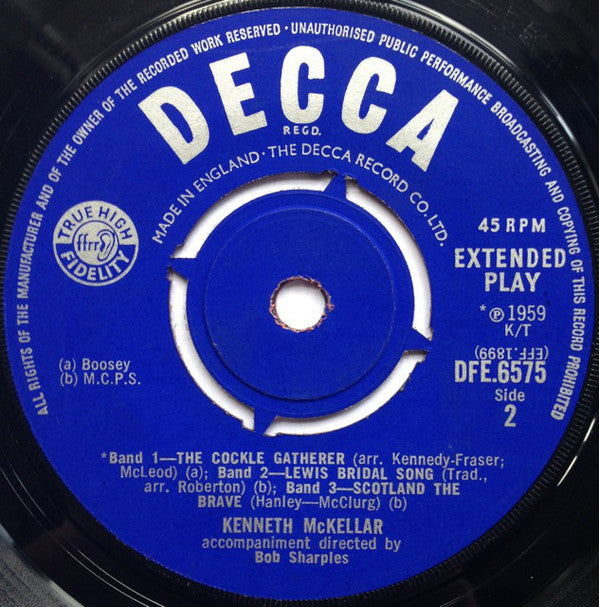 ALL RIGHTS OF THE MANUFACTURER AND OF THE OWNER OF THE RECORDED WORK RESERVED · UNAUTHORISED PUBLIC PERFORMANCE BROADCASTING AND COPYING OF THIS RECORD PROHIBITED
DECCA
REGD.
MADE IN ENGLAND · THE DECCA RECORD CO. LTD.
TRUE HIGH
ffrr
FIDELITY
45 RPM
EXTENDED
PLAY
*℗ 1959
K/T
(EFF.1899)
DFE.6575
Side
2
(a) Boosey
(b) M.C.P.S.
*Band 1—THE COCKLE GATHERER (arr. Kennedy-Fraser;
McLeod) (a); Band 2—LEWIS BRIDAL SONG (Trad.,
arr. Roberton) (b); Band 3—SCOTLAND THE
BRAVE (Hanley—McClurg) (b)
KENNETH McKELLAR
accompaniment directed by
Bob Sharples